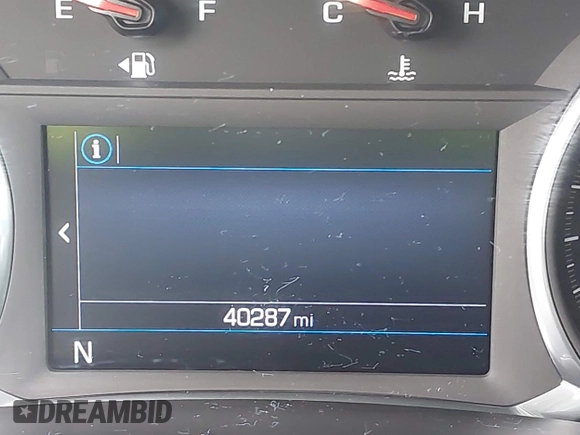 E F C H
i
40287 mi
N
DREAMBID